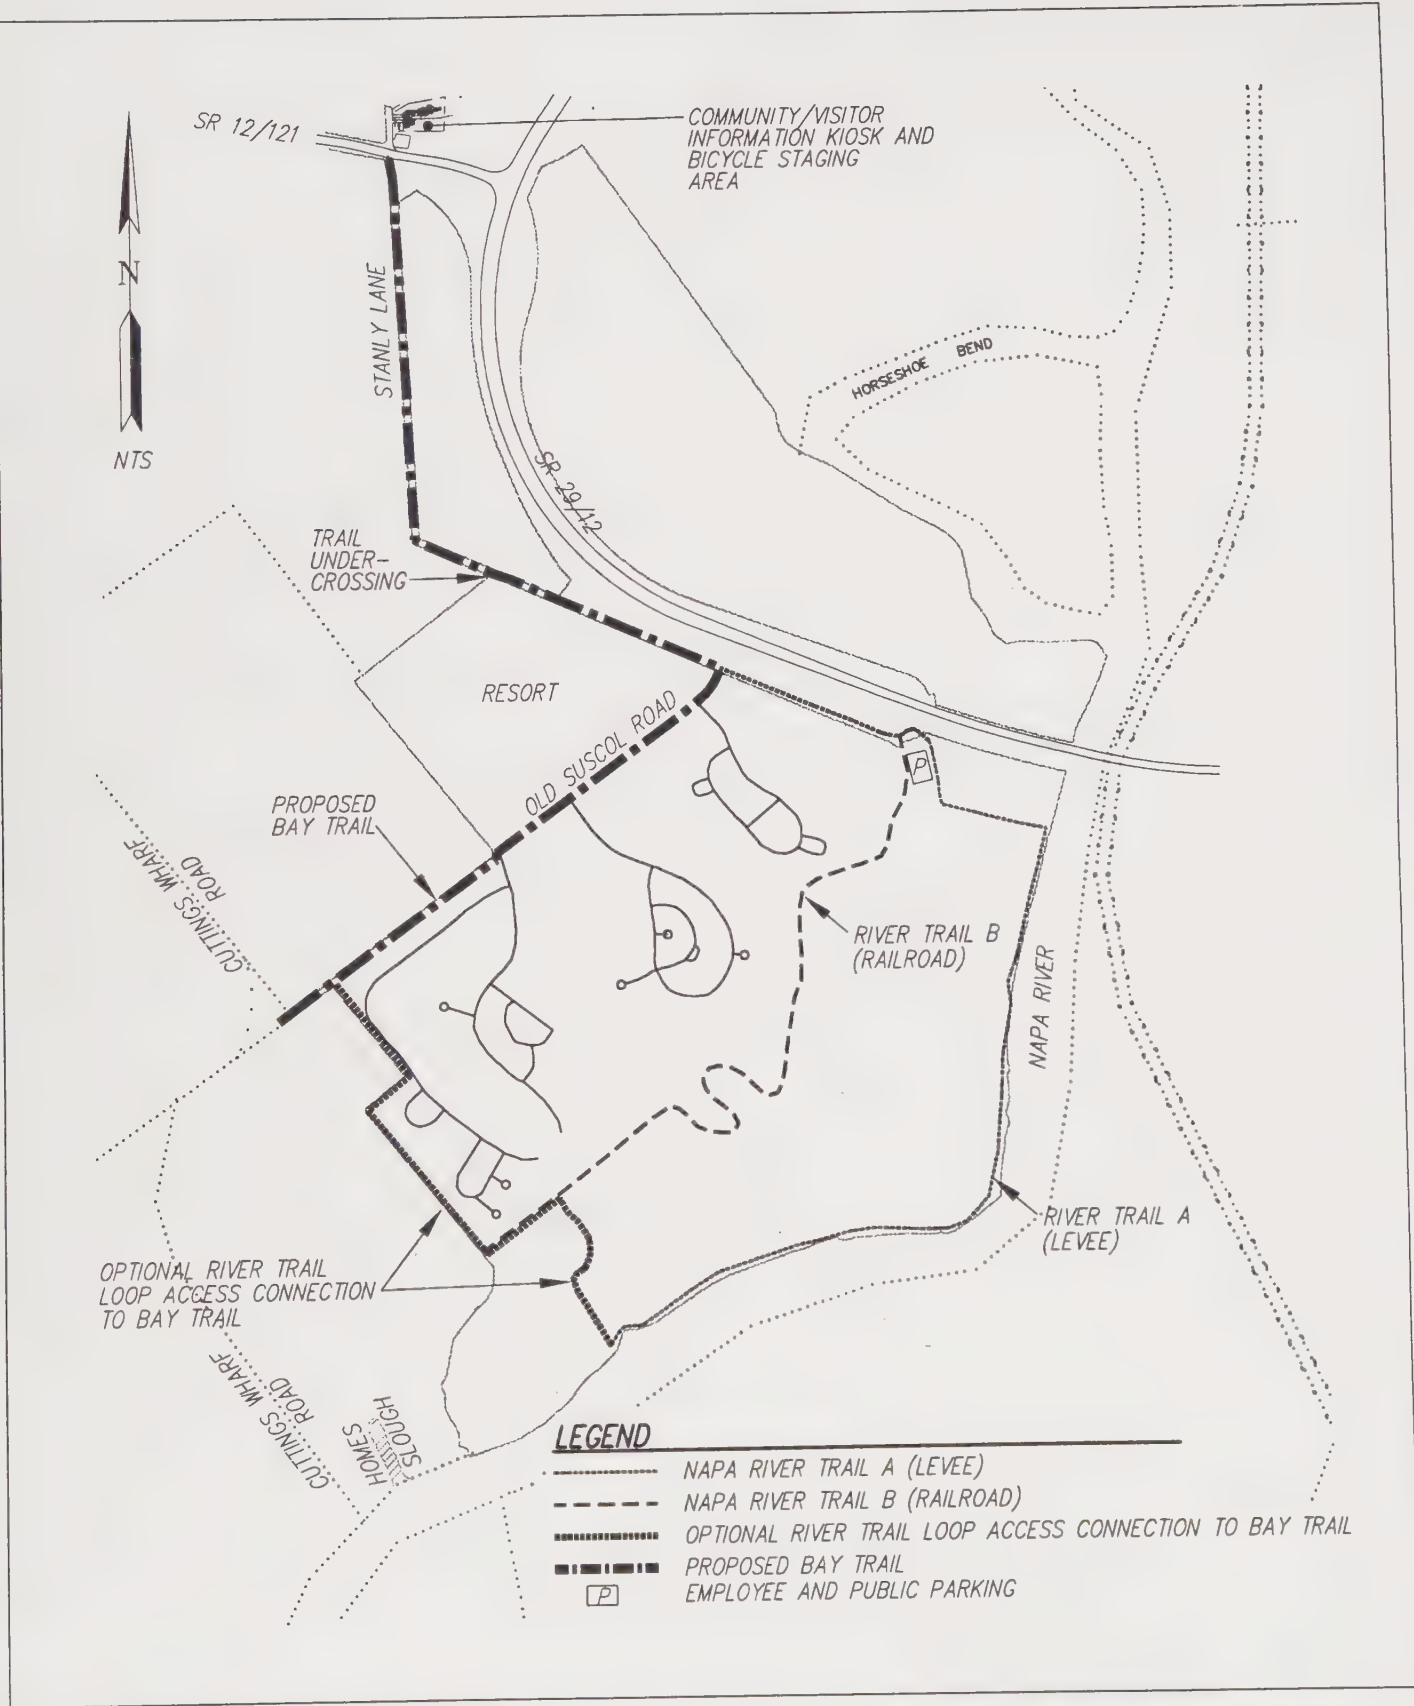 SR 12/121
COMMUNITY/VISITOR
INFORMATION KIOSK AND
BICYCLE STAGING
AREA
N
NTS
STANLY LANE
HORSESHOE BEND
SR 29/12
TRAIL
UNDER-
CROSSING
RESORT
OLD SUSCOL ROAD
P
PROPOSED
BAY TRAIL
CUTTINGS WHARF
ROAD
RIVER TRAIL B
(RAILROAD)
NAPA RIVER
RIVER TRAIL A
(LEVEE)
OPTIONAL RIVER TRAIL
LOOP ACCESS CONNECTION
TO BAY TRAIL
CUTTINGS WHARF
ROAD
HOMES
SLOUGH
LEGEND
NAPA RIVER TRAIL A (LEVEE)
NAPA RIVER TRAIL B (RAILROAD)
OPTIONAL RIVER TRAIL LOOP ACCESS CONNECTION TO BAY TRAIL
PROPOSED BAY TRAIL
P EMPLOYEE AND PUBLIC PARKING